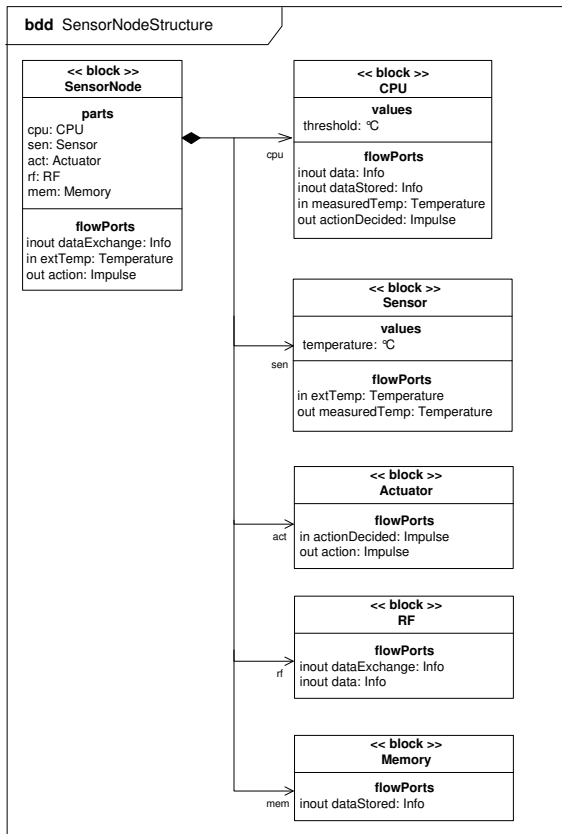 bdd SensorNodeStructure
<< block >>
SensorNode
parts
cpu: CPU
sen: Sensor
act: Actuator
rf: RF
mem: Memory
flowPorts
inout dataExchange: Info
in extTemp: Temperature
out action: Impulse
cpu
<< block >>
CPU
values
threshold: °C
flowPorts
inout data: Info
inout dataStored: Info
in measuredTemp: Temperature
out actionDecided: Impulse
sen
<< block >>
Sensor
values
temperature: °C
flowPorts
in extTemp: Temperature
out measuredTemp: Temperature
act
<< block >>
Actuator
flowPorts
in actionDecided: Impulse
out action: Impulse
rf
<< block >>
RF
flowPorts
inout dataExchange: Info
inout data: Info
mem
<< block >>
Memory
flowPorts
inout dataStored: Info